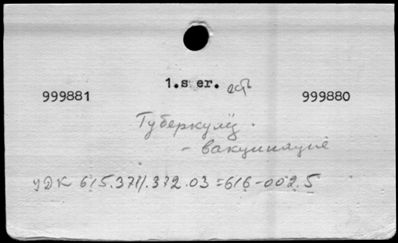 1.s er.
999881 999880
Туберкулёз.
- вакцинация
УДК 615.371/.372.03=616-002.5